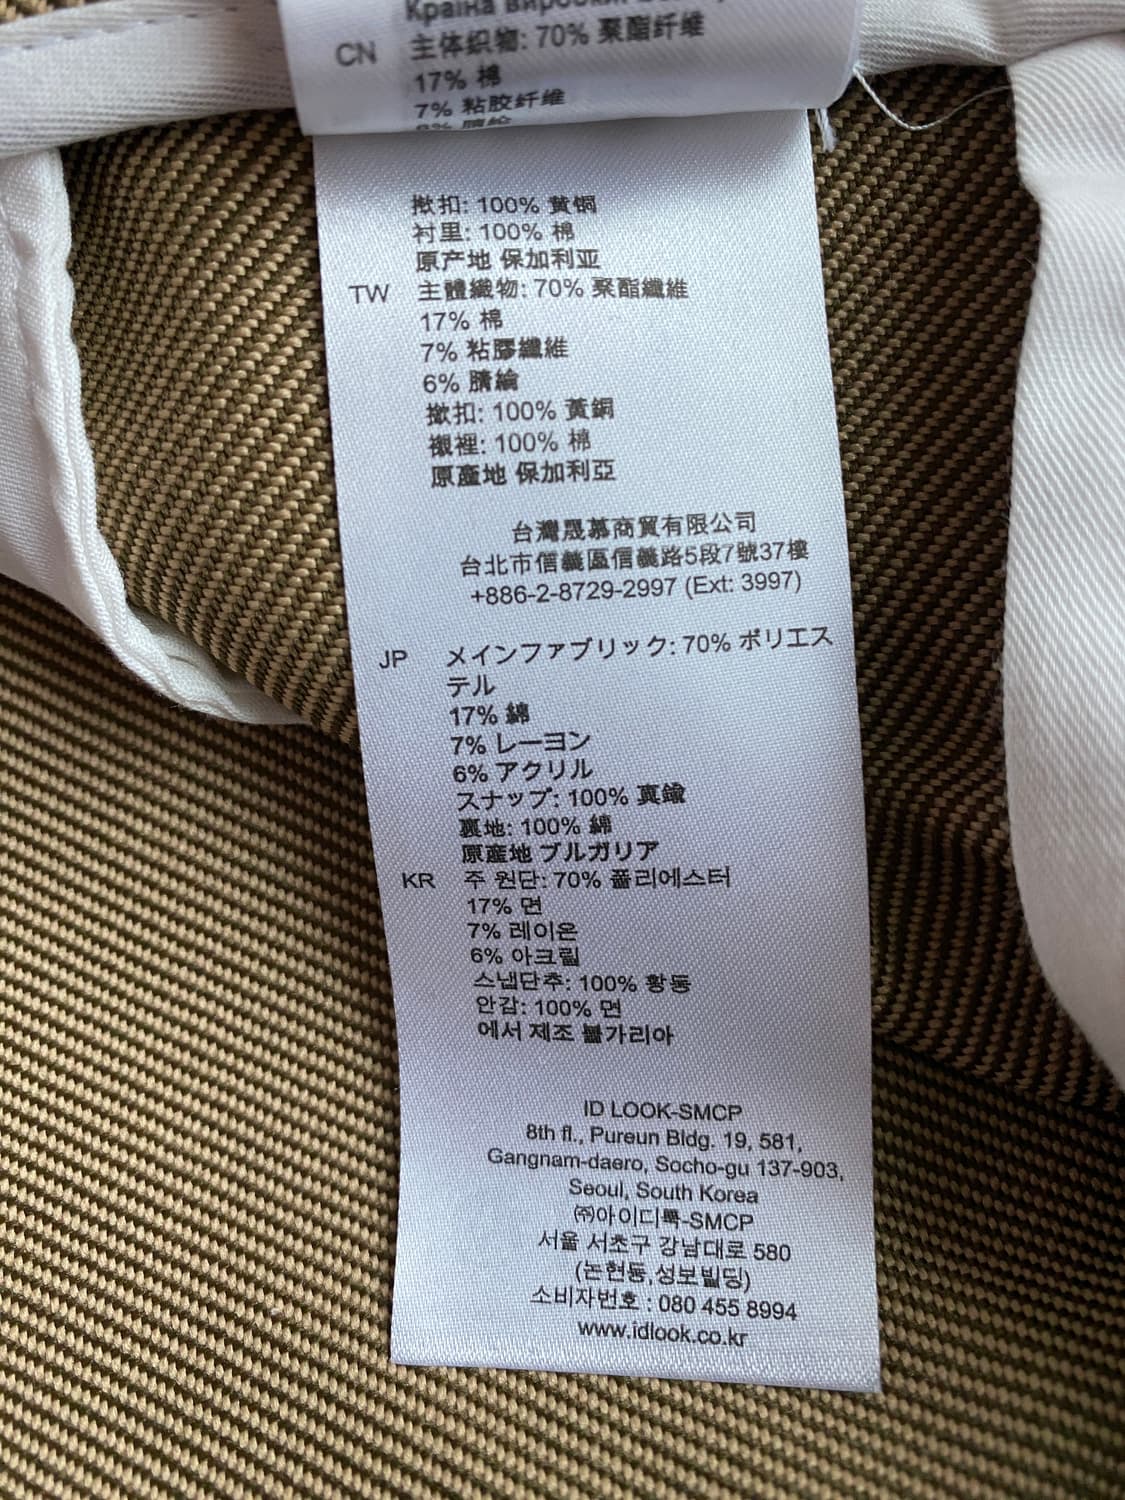 Країна
CN 主体织物: 70% 聚酯纤维
17% 棉
7% 粘胶纤维
揿扣: 100% 黄铜
衬里: 100% 棉
原产地 保加利亚
TW 主體織物: 70% 聚酯纖維
17% 棉
7% 粘膠纖維
6% 腈綸
撳扣: 100% 黃銅
襯裡: 100% 棉
原產地 保加利亞
台灣晟慕商貿有限公司
台北市信義區信義路5段7號37樓
+886-2-8729-2997 (Ext: 3997)
JP メインファブリック: 70% ポリエス
テル
17% 綿
7% レーヨン
6% アクリル
スナップ: 100% 真鍮
裏地: 100% 綿
原産地 ブルガリア
KR 주 원단: 70% 폴리에스터
17% 면
7% 레이온
6% 아크릴
스냅단추: 100% 황동
안감: 100% 면
에서 제조 불가리아
ID LOOK-SMCP
8th fl., Pureun Bldg. 19, 581,
Gangnam-daero, Socho-gu 137-903,
Seoul, South Korea
㈜아이디룩-SMCP
서울 서초구 강남대로 580
(논현동,성보빌딩)
소비자번호 : 080 455 8994
www.idlook.co.kr